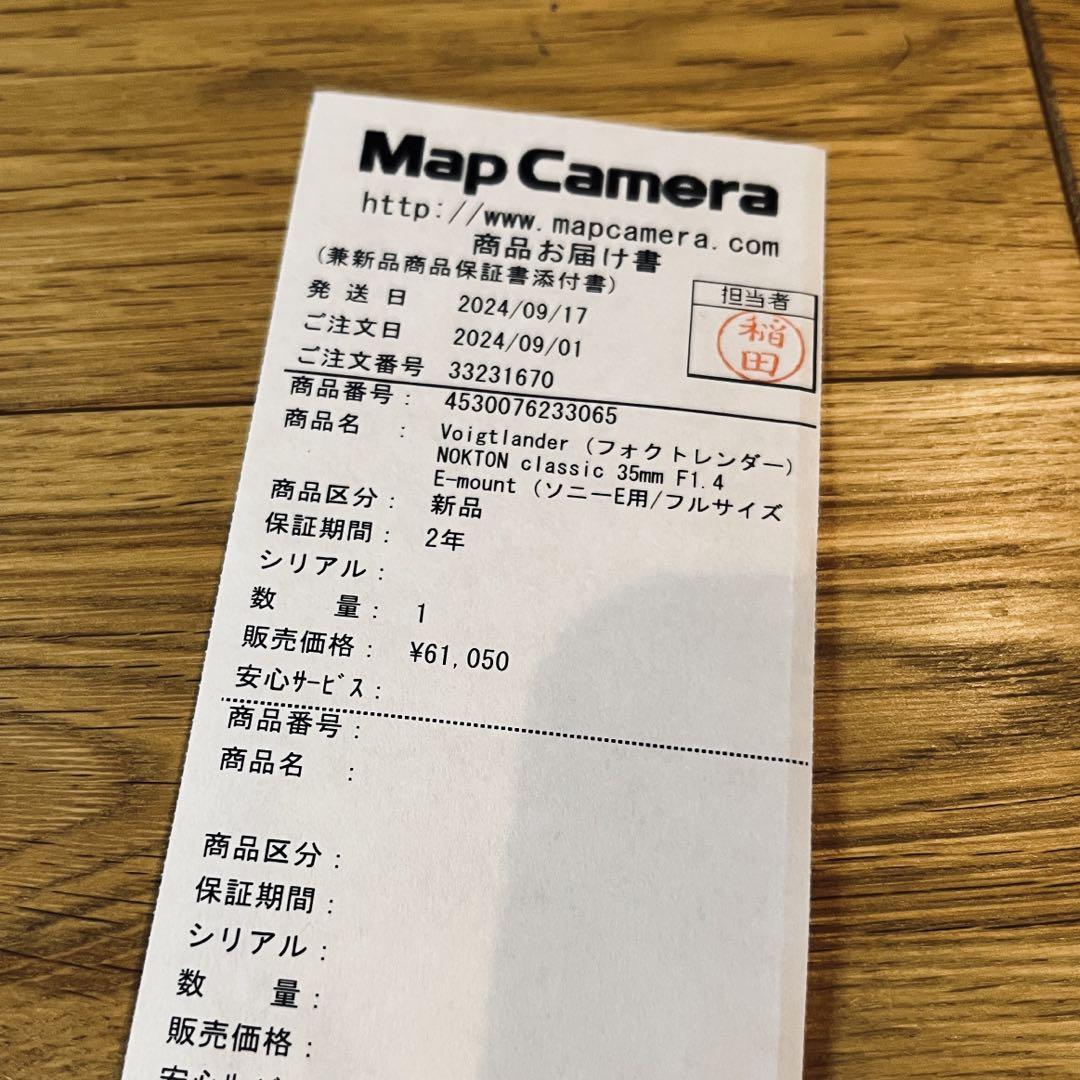 Map Camera
http://www.mapcamera.com
商品お届け書
(兼新品商品保証書添付書)
担当者
稲田
発 送 日 2024/09/17
ご注文日 2024/09/01
ご注文番号 33231670
商品番号: 4530076233065
商品名 : Voigtlander (フォクトレンダー)
NOKTON classic 35mm F1.4
E-mount (ソニーE用/フルサイズ
商品区分: 新品
保証期間: 2年
シリアル:
数 量: 1
販売価格: ¥61,050
安心ｻｰﾋﾞｽ:
商品番号:
商品名 :
商品区分:
保証期間:
シリアル:
数 量:
販売価格: